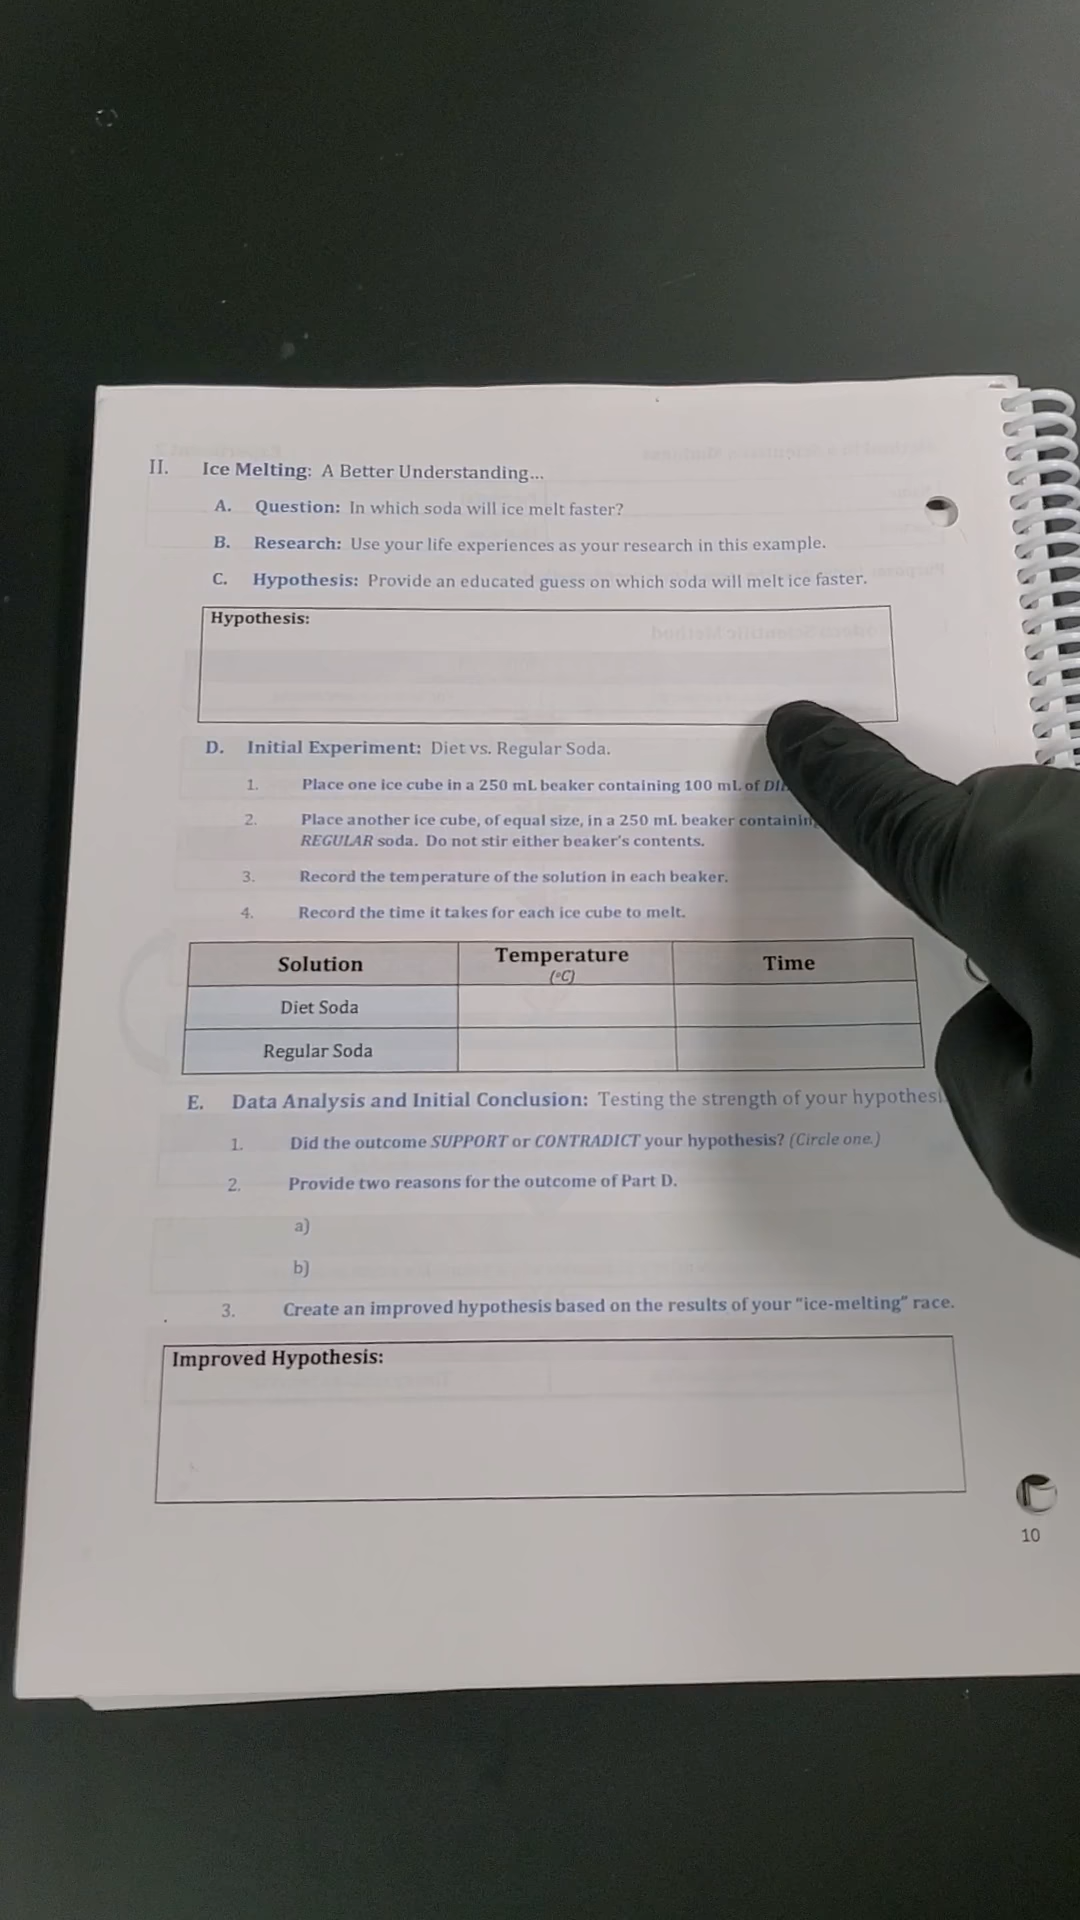 II. Ice Melting: A Better Understanding...
A. Question: In which soda will ice melt faster?
B. Research: Use your life experiences as your research in this example.
C. Hypothesis: Provide an educated guess on which soda will melt ice faster.
Hypothesis:
D. Initial Experiment: Diet vs. Regular Soda.
1. Place one ice cube in a 250 mL beaker containing 100 mL of
2. Place another ice cube, of equal size, in a 250 mL beaker
REGULAR soda. Do not stir either beaker's contents.
3. Record the temperature of the solution in each beaker.
4. Record the time it takes for each ice cube to melt.
Solution Temperature (°C) Time
Diet Soda
Regular Soda
E. Data Analysis and Initial Conclusion: Testing the strength of your
1. Did the outcome SUPPORT or CONTRADICT your hypothesis? (Circle one.)
2. Provide two reasons for the outcome of Part D.
a)
b)
3. Create an improved hypothesis based on the results of your "ice-melting" race.
Improved Hypothesis:
10